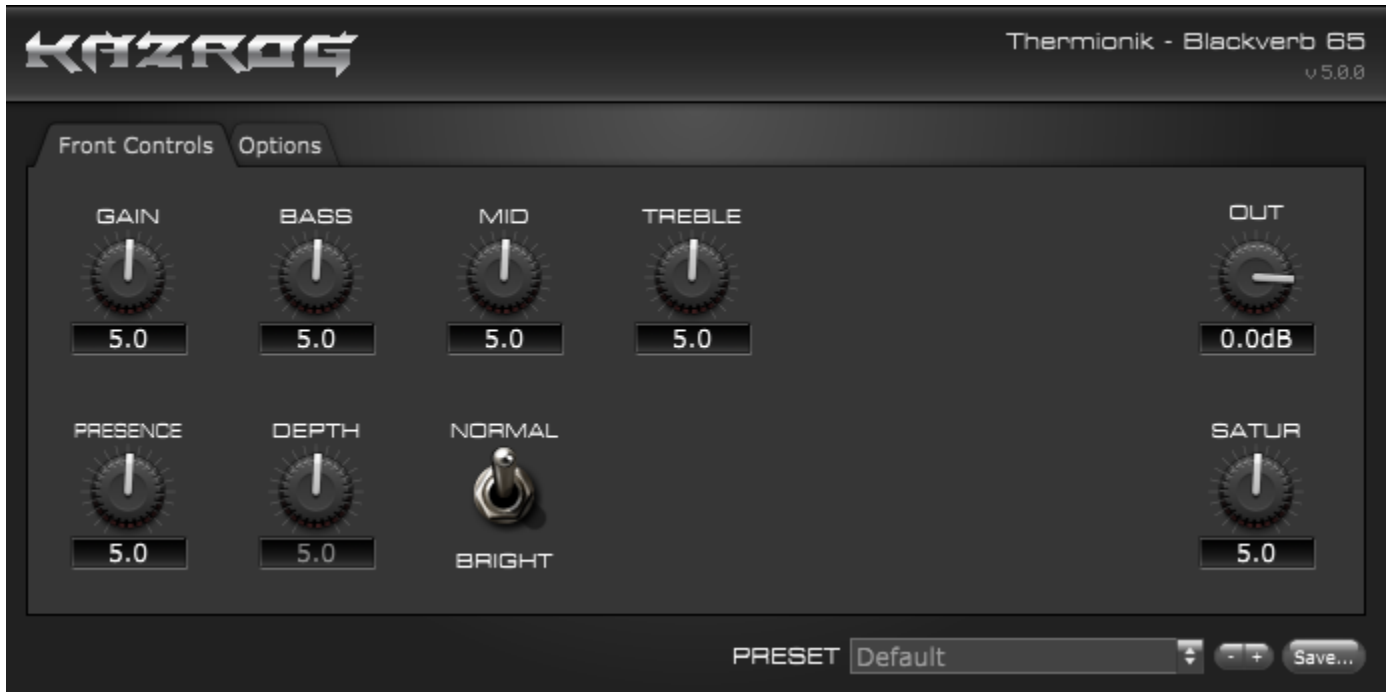 KAZROG
Thermionik - Blackverb 65
v 5.0.0
Front Controls Options
GAIN BASS MID TREBLE OUT
5.0 5.0 5.0 5.0 0.0dB
PRESENCE DEPTH NORMAL SATUR
5.0 5.0 BRIGHT 5.0
PRESET Default - + Save...